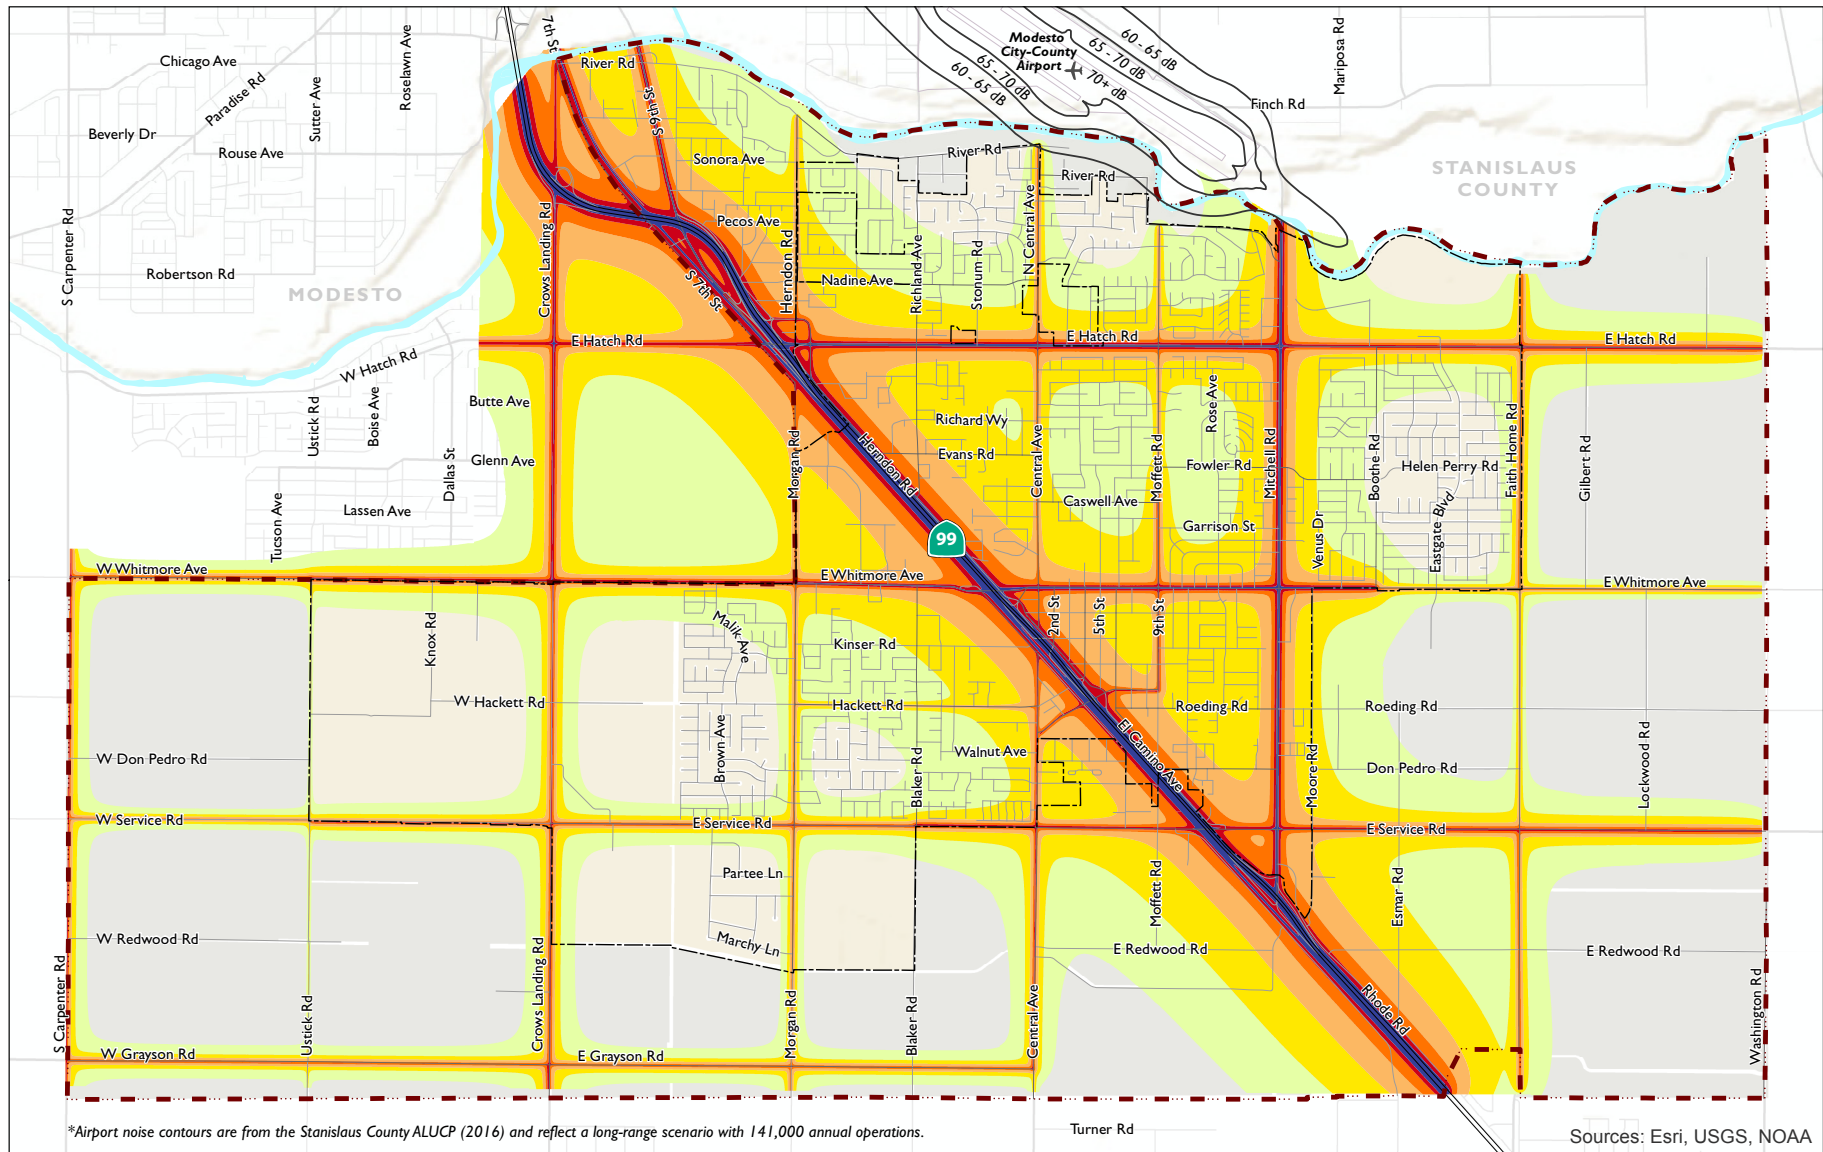 7th St
Chicago Ave
Paradise Rd
Sutter Ave
Roselawn Ave
River Rd
Modesto
City-County
Airport
60 - 65 dB
65 - 70 dB
70+ dB
65 - 70 dB
60 - 65 dB
Mariposa Rd
Finch Rd
Beverly Dr
Rouse Ave
S 9th St
Sonora Ave
River Rd
River Rd
STANISLAUS
COUNTY
S Carpenter Rd
Crows Landing Rd
Pecos Ave
Herndon Rd
Richland Ave
Stonum Rd
N Central Ave
Robertson Rd
MODESTO
S 7th St
Nadine Ave
E Hatch Rd
E Hatch Rd
E Hatch Rd
W Hatch Rd
Ustick Rd
Boise Ave
Butte Ave
Richard Wy
Rose Ave
Dallas St
Glenn Ave
Morgan Rd
Herndon Rd
Evans Rd
Central Ave
Moffett Rd
Fowler Rd
Mitchell Rd
Boothe Rd
Helen Perry Rd
Faith Home Rd
Gilbert Rd
Tucson Ave
Lassen Ave
Caswell Ave
Garrison St
Venus Dr
Eastgate Blvd
99
W Whitmore Ave
E Whitmore Ave
E Whitmore Ave
Knox Rd
Malik Ave
Kinser Rd
2nd St
5th St
9th St
W Hackett Rd
Hackett Rd
Roeding Rd
Roeding Rd
W Don Pedro Rd
Brown Ave
Blaker Rd
Walnut Ave
El Camino Ave
Moore Rd
Don Pedro Rd
Lockwood Rd
W Service Rd
E Service Rd
E Service Rd
Partee Ln
Moffett Rd
Esmar Rd
W Redwood Rd
Marchy Ln
E Redwood Rd
E Redwood Rd
S Carpenter Rd
Ustick Rd
Crows Landing Rd
Morgan Rd
Blaker Rd
Central Ave
Rhode Rd
Washington Rd
W Grayson Rd
E Grayson Rd
*Airport noise contours are from the Stanislaus County ALUCP (2016) and reflect a long-range scenario with 141,000 annual operations.
Turner Rd
Sources: Esri, USGS, NOAA